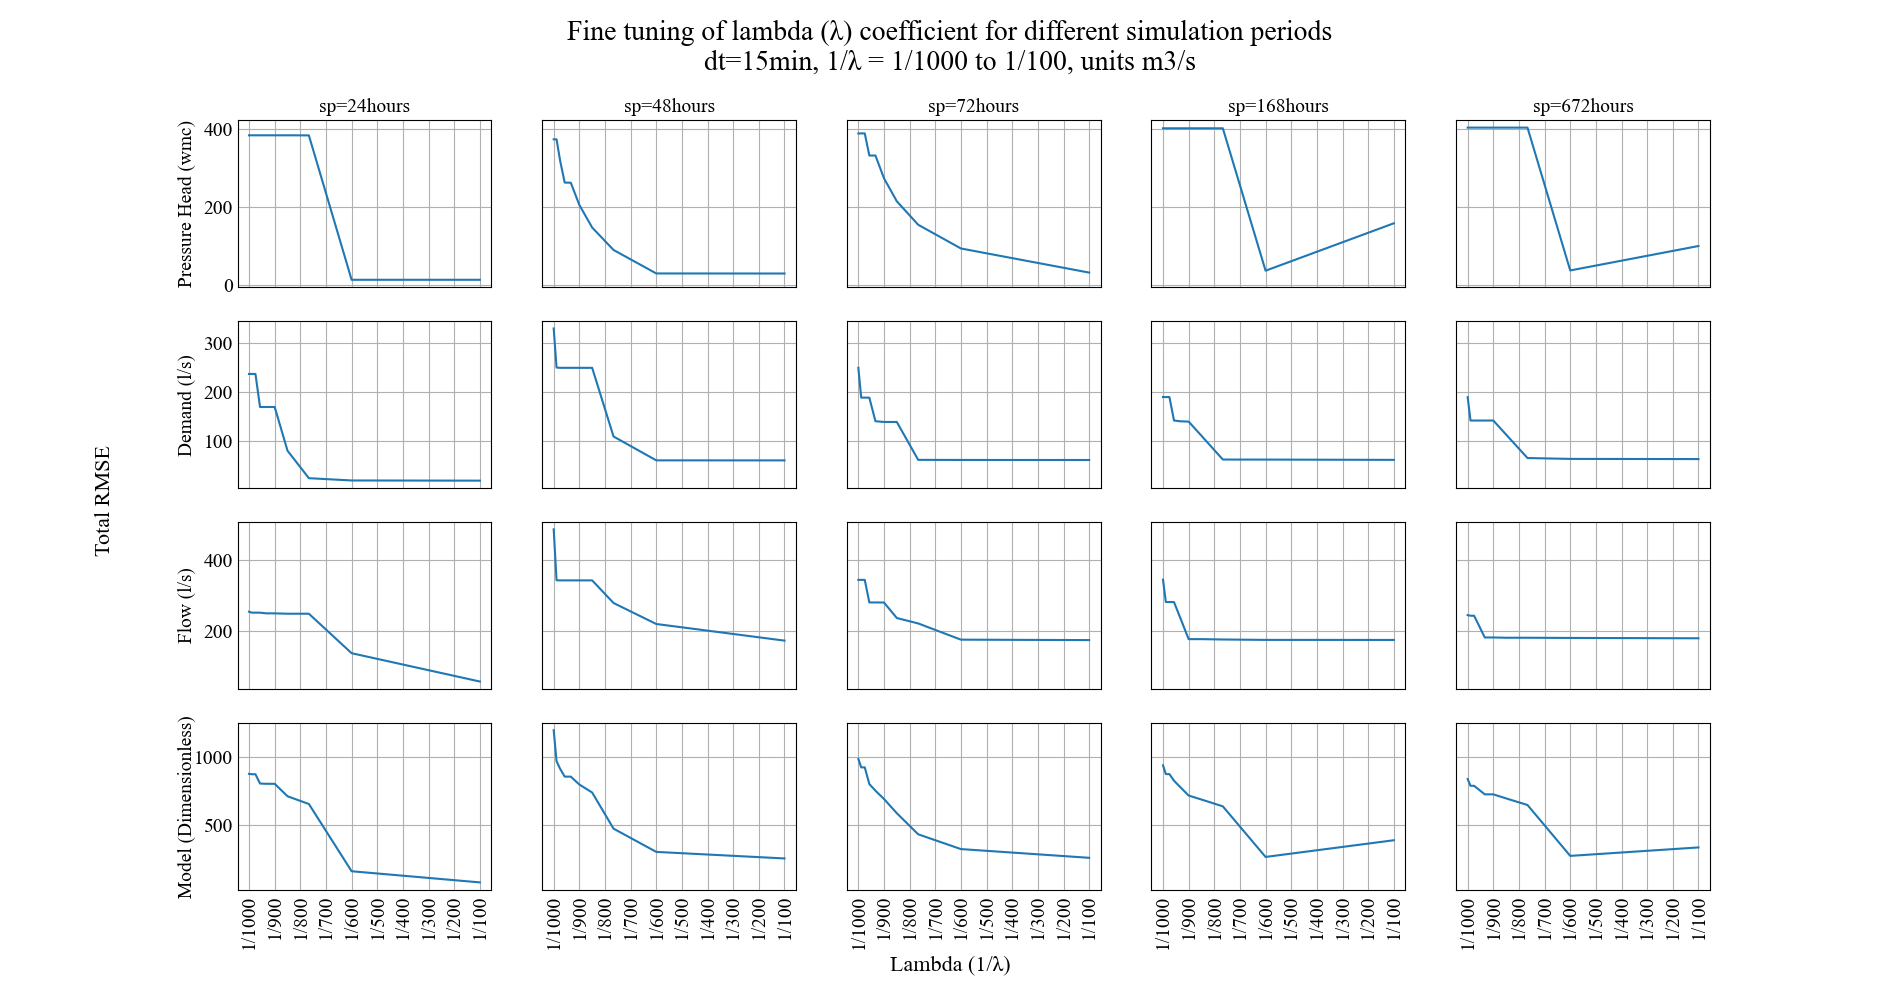 Fine tuning of lambda (λ) coefficient for different simulation periods
dt=15min, 1/λ = 1/1000 to 1/100, units m3/s
sp=24hours sp=48hours sp=72hours sp=168hours sp=672hours
Total RMSE
Pressure Head (wmc)
400
200
0
Demand (l/s)
300
200
100
Flow (l/s)
400
200
Model (Dimensionless)
1000
500
1/1000 1/900 1/800 1/700 1/600 1/500 1/400 1/300 1/200 1/100
1/1000 1/900 1/800 1/700 1/600 1/500 1/400 1/300 1/200 1/100
1/1000 1/900 1/800 1/700 1/600 1/500 1/400 1/300 1/200 1/100
1/1000 1/900 1/800 1/700 1/600 1/500 1/400 1/300 1/200 1/100
1/1000 1/900 1/800 1/700 1/600 1/500 1/400 1/300 1/200 1/100
Lambda (1/λ)